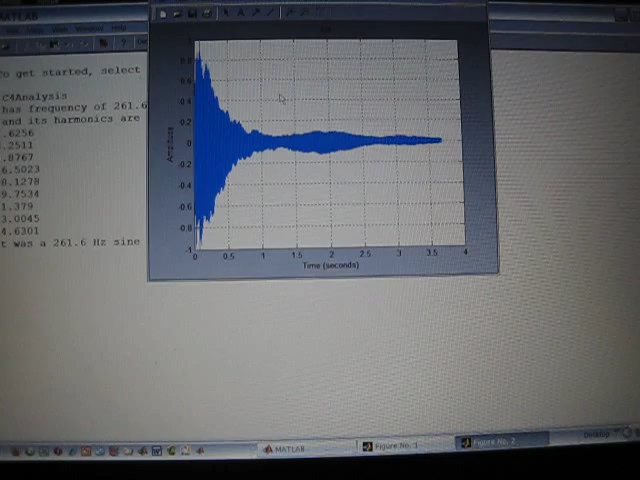 MATLAB
To get started, select
C4Analysis
has frequency of 261.6
and its harmonics are
.6256
.2511
.8767
6.5023
8.1278
9.7534
1.379
3.0045
4.6301
t was a 261.6 Hz sine
Amplitude
0.8
0.6
0.4
0.2
0
-0.2
-0.4
-0.6
-0.8
-1
0 0.5 1 1.5 2 2.5 3 3.5 4
Time (seconds)
MATLAB
Figure No. 1
Figure No. 2
Desktop